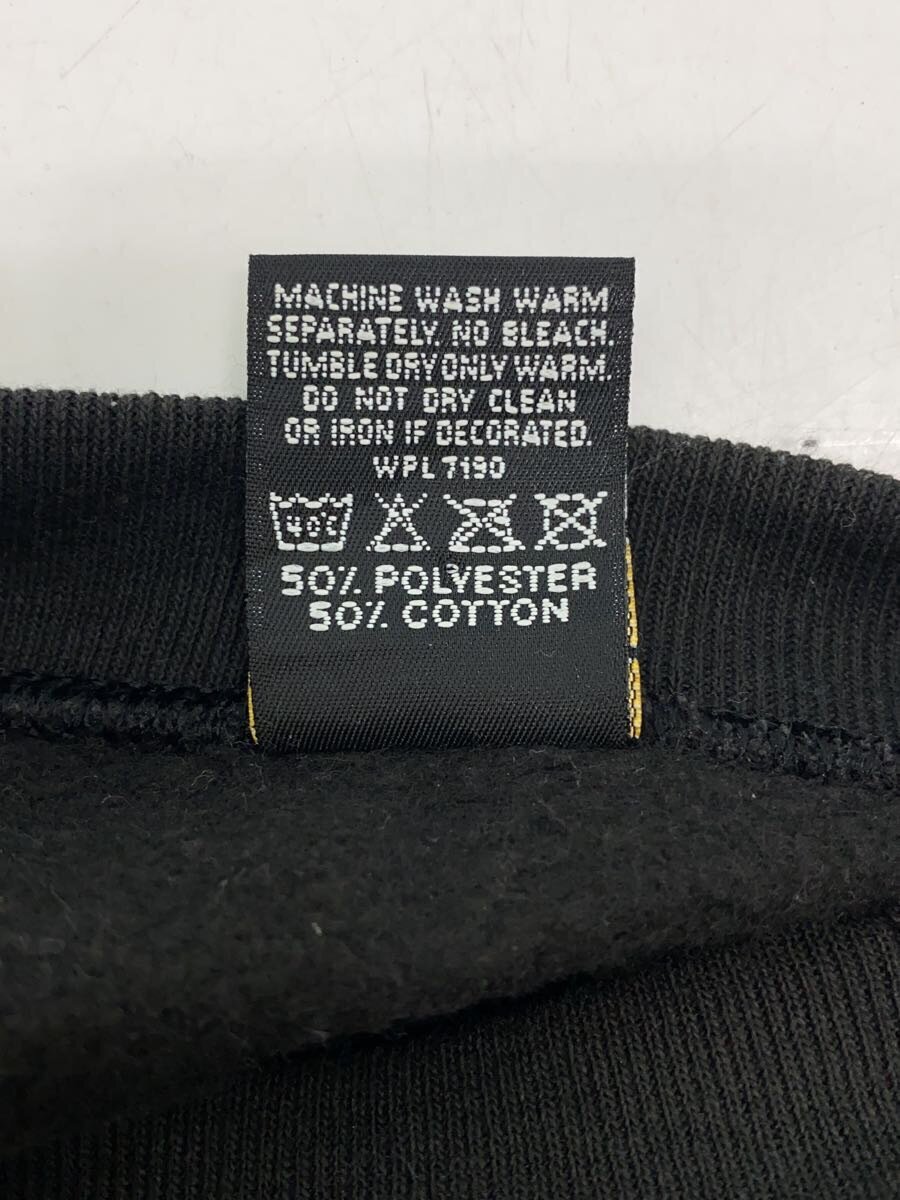 MACHINE WASH WARM
SEPARATELY. NO BLEACH.
TUMBLE DRY ONLY WARM.
DO NOT DRY CLEAN
OR IRON IF DECORATED.
WPL 7190
40C
50% POLYESTER
50% COTTON